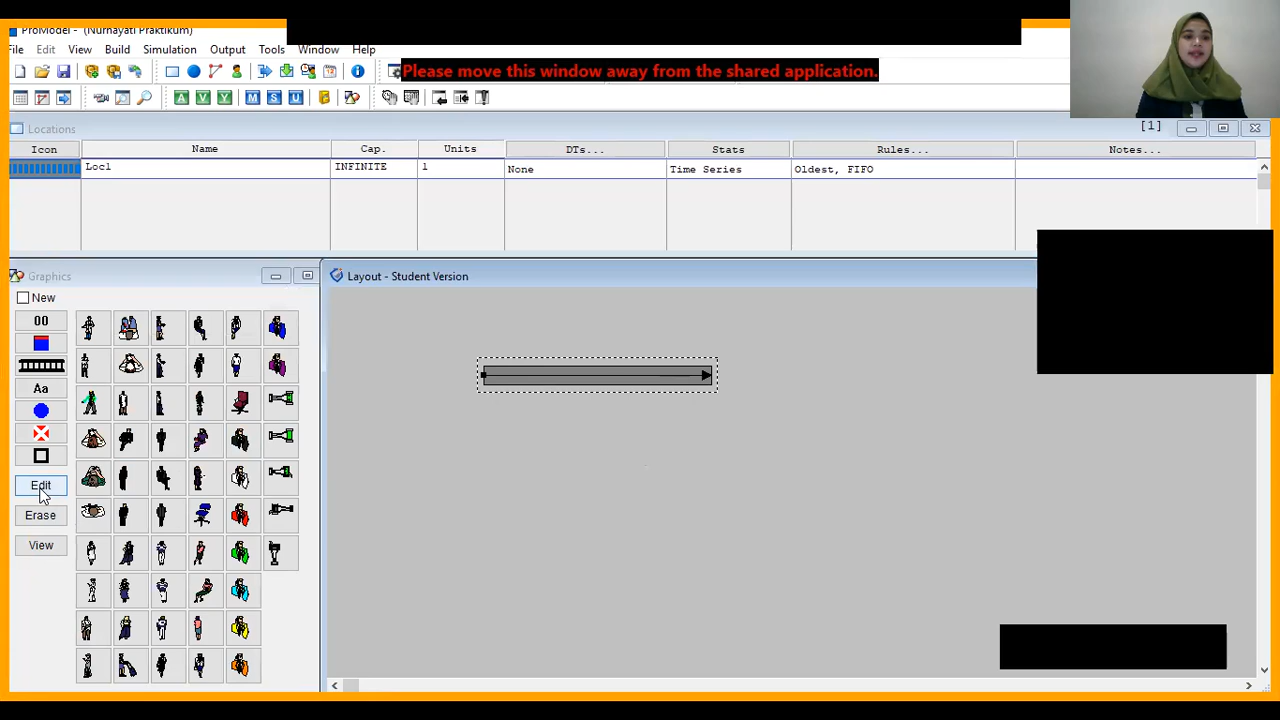 ProModel - (Nurhayati Praktikum)
File Edit View Build Simulation Output Tools Window Help
Please move this window away from the shared application.
A V V M S U
Locations
[1]
Icon Name Cap. Units DTs... Stats Rules... Notes...
Loc1 INFINITE 1 None Time Series Oldest, FIFO
Graphics
Layout - Student Version
New
00
Aa
Edit
Erase
View